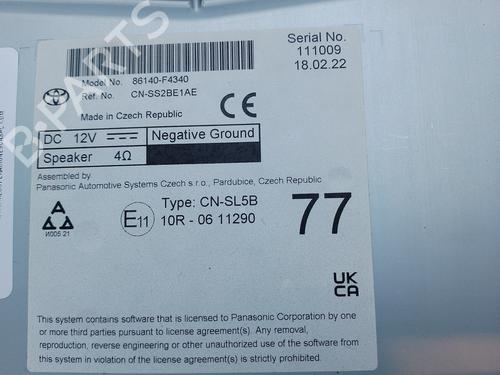 Serial No.
111009
18.02.22
Model No. 86140-F4340
Ref. No. CN-SS2BE1AE
Made in Czech Republic
CE
DC 12V Negative Ground
Speaker 4Ω
Assembled by
Panasonic Automotive Systems Czech s.r.o., Pardubice, Czech Republic
И005 21
E11
Type: CN-SL5B
10R - 06 11290
77
UK
CA
This system contains software that is licensed to Panasonic Corporation by one
or more third parties pursuant to license agreement(s). Any removal,
reproduction, reverse engineering or other unauthorized use of the software
in this system in violation of the license agreement(s) is strictly prohibited.
B-PARTS